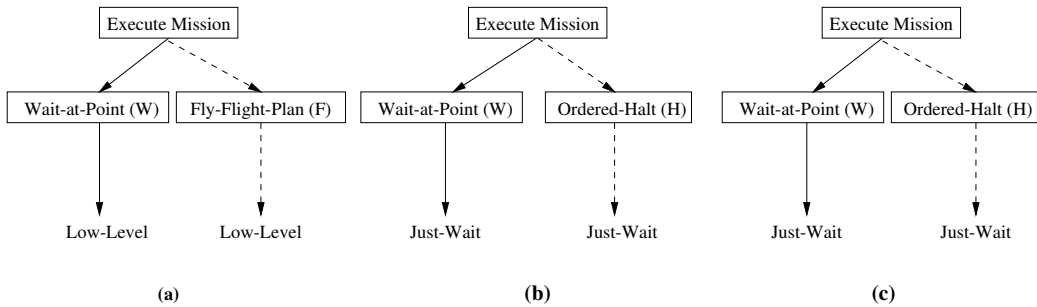 Execute Mission
Wait-at-Point (W)
Fly-Flight-Plan (F)
Low-Level
Low-Level
(a)
Execute Mission
Wait-at-Point (W)
Ordered-Halt (H)
Just-Wait
Just-Wait
(b)
Execute Mission
Wait-at-Point (W)
Ordered-Halt (H)
Just-Wait
Just-Wait
(c)